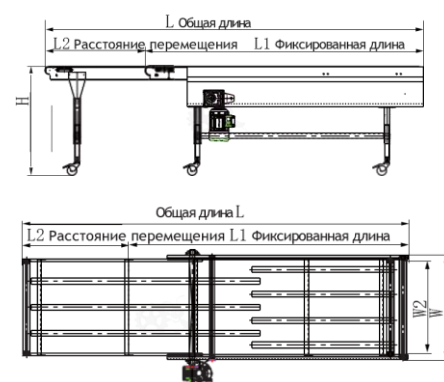 L Общая длина
L2 Расстояние перемещения L1 Фиксированная длина
H
Общая длина L
L2 Расстояние перемещения L1 Фиксированная длина
W2
W